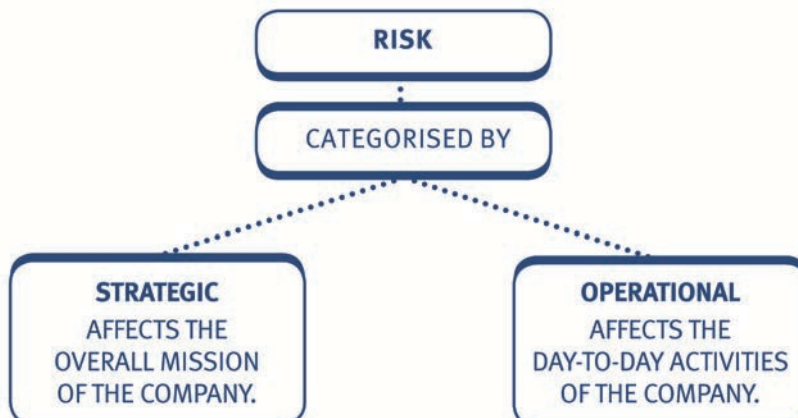 RISK
CATEGORISED BY
STRATEGIC
AFFECTS THE
OVERALL MISSION
OF THE COMPANY.
OPERATIONAL
AFFECTS THE
DAY-TO-DAY ACTIVITIES
OF THE COMPANY.